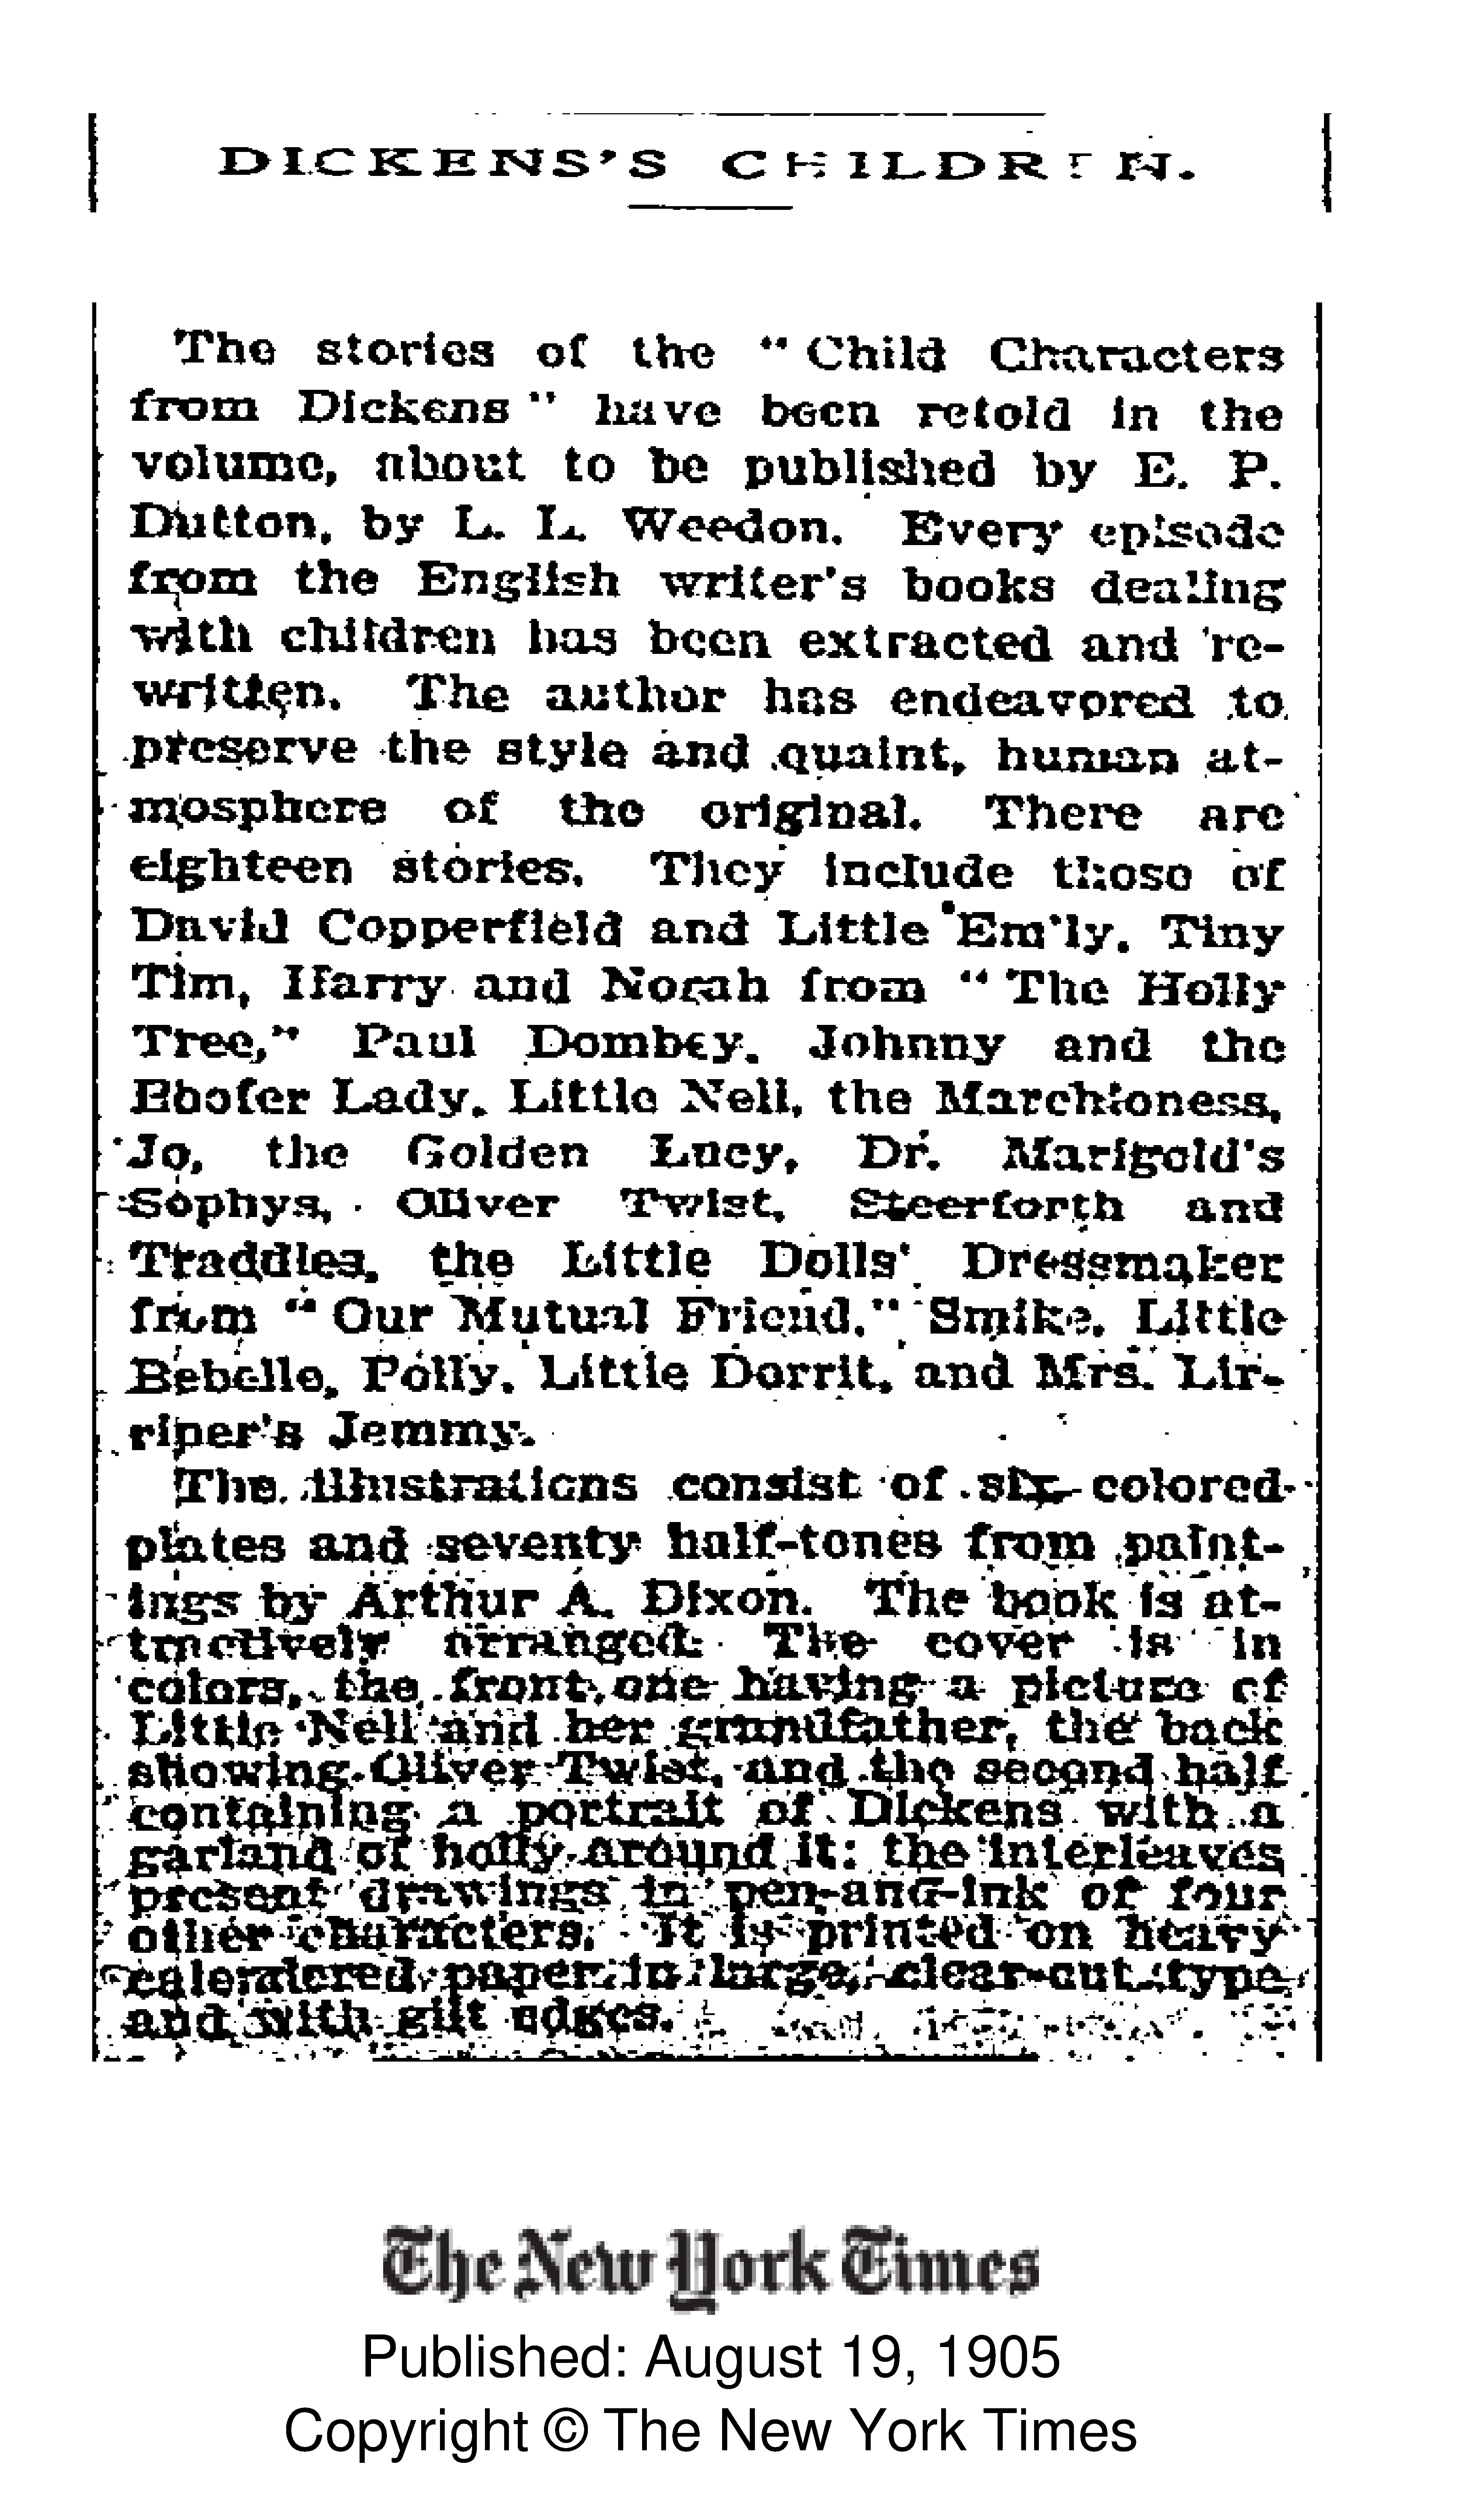 DICKENS'S CHILDREN.
The stories of the "Child Characters
from Dickens" have been retold in the
volume, about to be published by E. P.
Dutton, by L. L. Weedon. Every episode
from the English writer's books dealing
with children has been extracted and re-
written. The author has endeavored to
preserve the style and quaint, human at-
mosphere of the original. There are
eighteen stories. They include those of
David Copperfield and Little Em'ly, Tiny
Tim, Harry and Norah from "The Holly
Tree," Paul Dombey, Johnny and the
Boofer Lady, Little Nell, the Marchioness,
Jo, the Golden Lucy, Dr. Marigold's
Sophys, Oliver Twist, Steerforth and
Traddles, the Little Dolls' Dressmaker
from "Our Mutual Friend," Smike, Little
Bebelle, Polly, Little Dorrit, and Mrs. Lir-
riper's Jemmy.
The illustrations consist of six colored
plates and seventy half-tones from paint-
ings by Arthur A. Dixon. The book is at-
tractively arranged. The cover is in
colors, the front one having a picture of
Little Nell and her grandfather, the back
showing Oliver Twist, and the second half
containing a portrait of Dickens with a
garland of holly around it; the interleaves
present drawings in pen-and-ink of four
other characters. It is printed on heavy
calendered paper in large, clear-cut type
and with gilt edges.
The New York Times
Published: August 19, 1905
Copyright © The New York Times